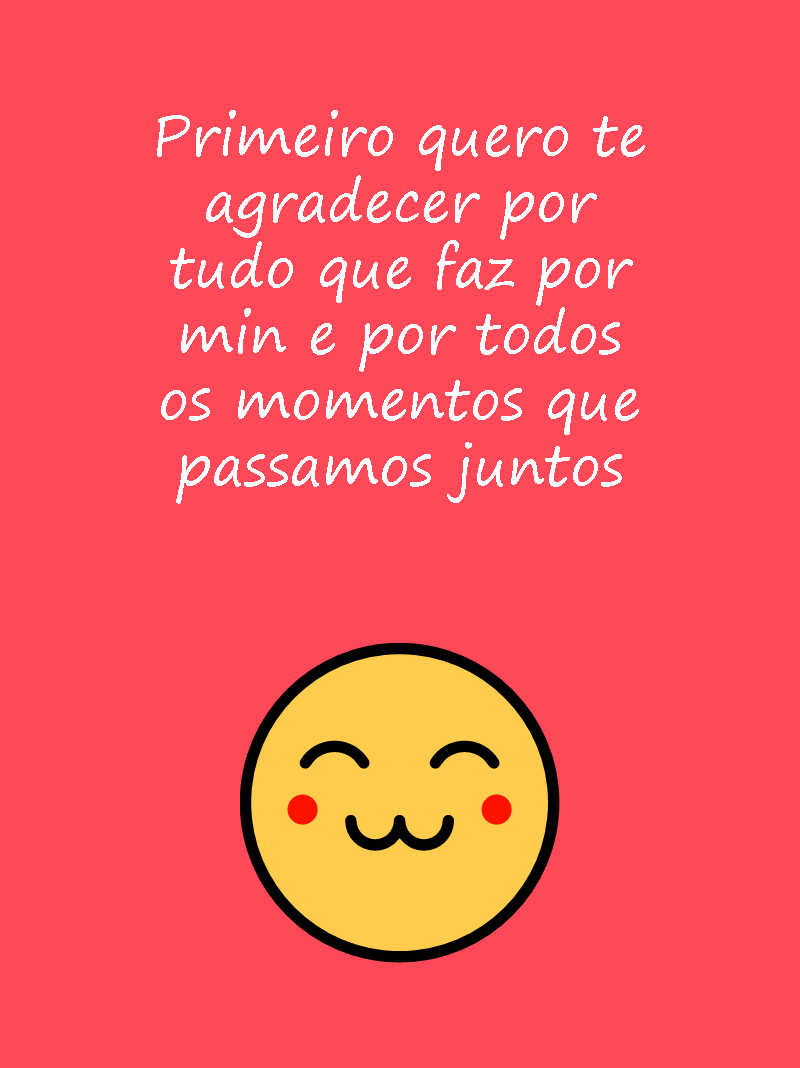 Primeiro quero te
agradecer por
tudo que faz por
min e por todos
os momentos que
passamos juntos